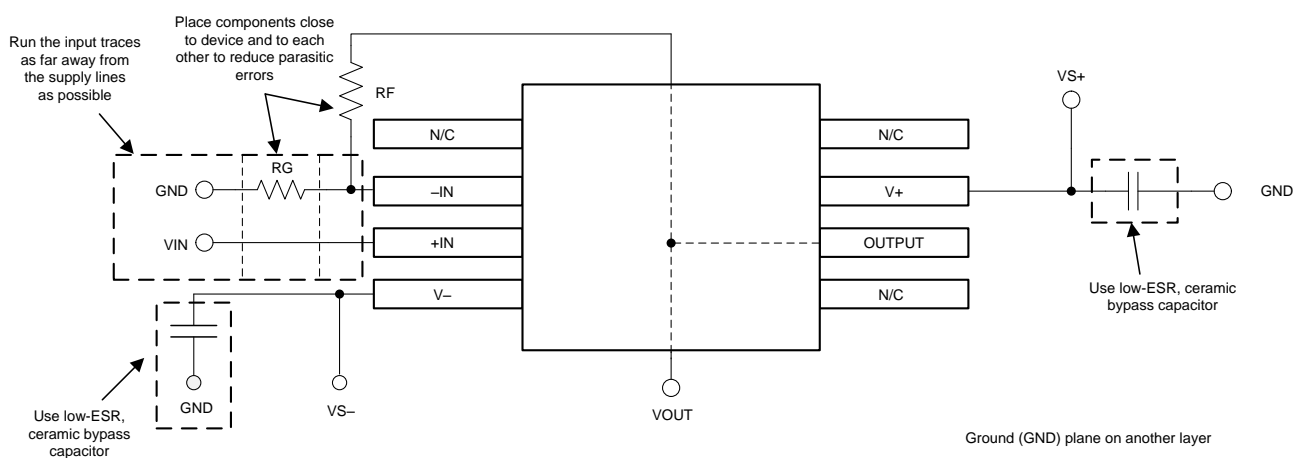 Place components close
to device and to each
other to reduce parasitic
errors
Run the input traces
as far away from
the supply lines
as possible
RF
VS+
N/C
N/C
RG
GND
–IN
V+
GND
VIN
+IN
OUTPUT
V–
N/C
Use low-ESR, ceramic
bypass capacitor
GND
VS–
VOUT
Use low-ESR,
ceramic bypass
capacitor
Ground (GND) plane on another layer